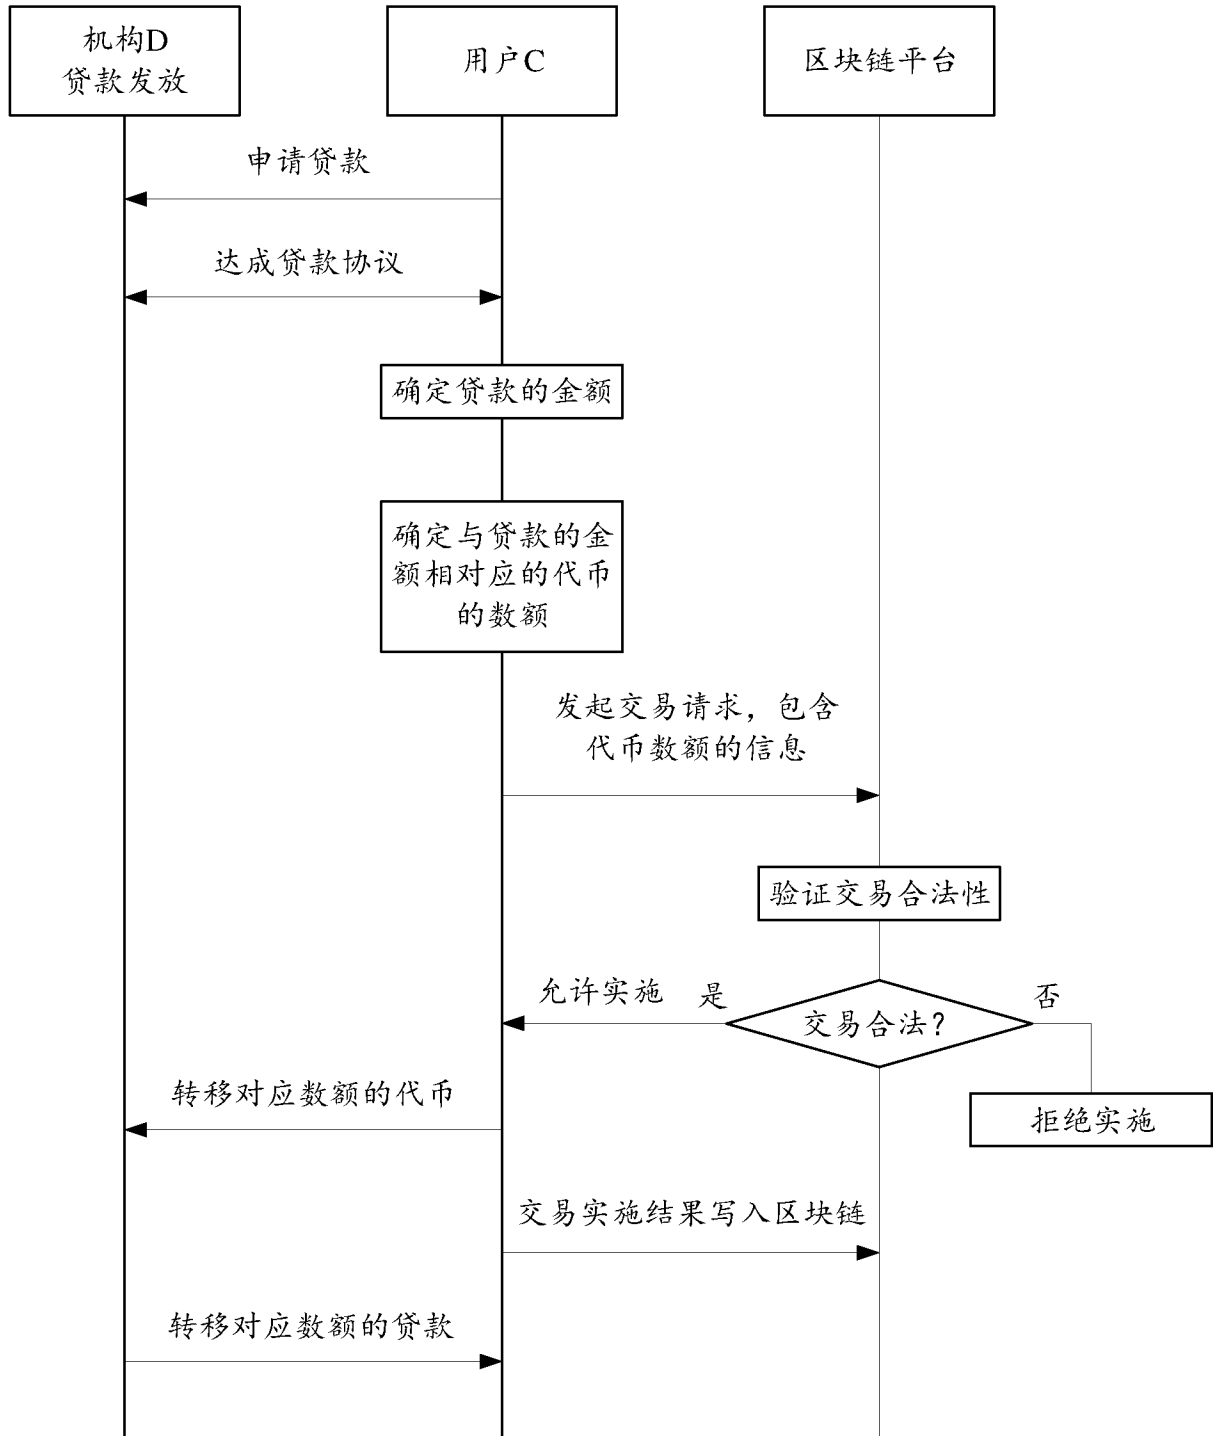 机构D
贷款发放
用户C
区块链平台
申请贷款
达成贷款协议
确定贷款的金额
确定与贷款的金
额相对应的代币
的数额
发起交易请求，包含
代币数额的信息
验证交易合法性
允许实施
是
交易合法？
否
转移对应数额的代币
拒绝实施
交易实施结果写入区块链
转移对应数额的贷款